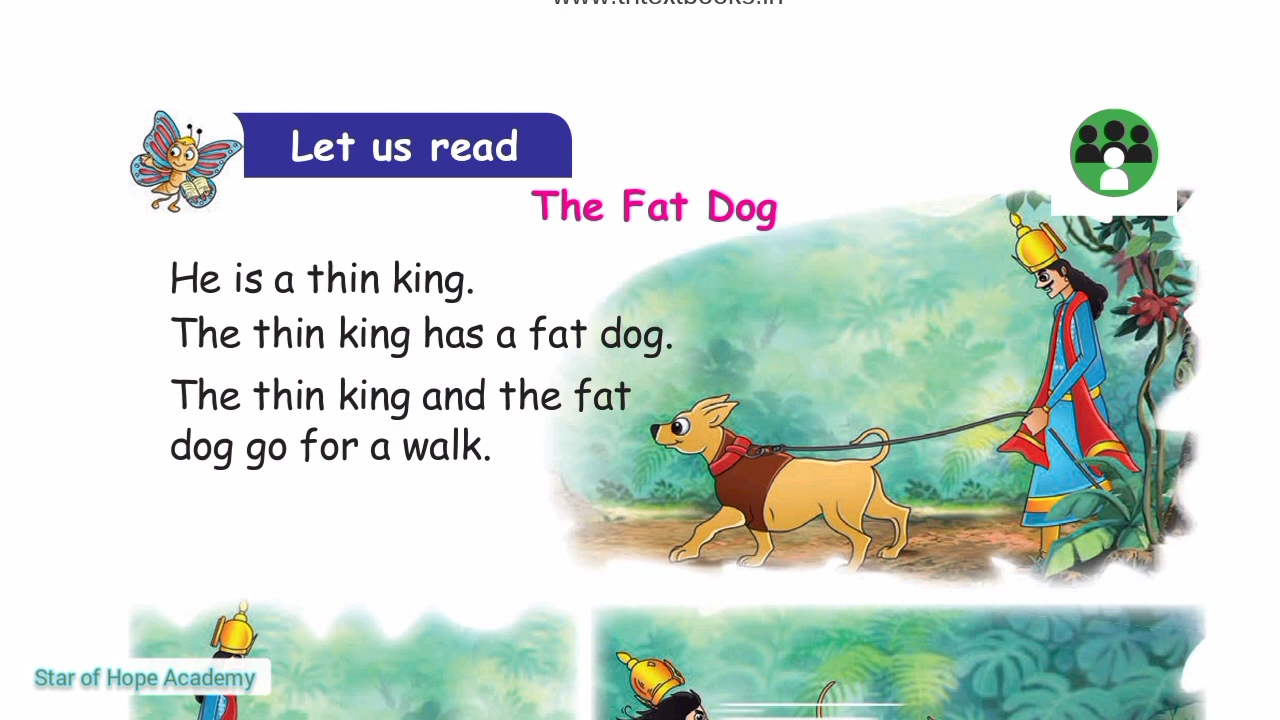 Let us read
The Fat Dog
He is a thin king.
The thin king has a fat dog.
The thin king and the fat
dog go for a walk.
Star of Hope Academy